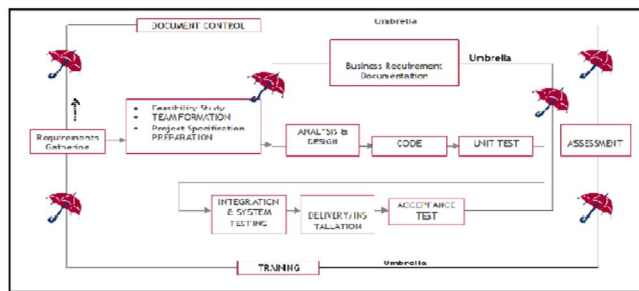 DOCUMENT CONTROL
Umbrella
Business Requirement
Documentation
Umbrella
Feasibility Study
TEAM FORMATION
Project Specification
PREPARATION
Requirements
Gathering
ANALYSIS &
DESIGN
CODE
UNIT TEST
ASSESSMENT
INTEGRATION
& SYSTEM
TESTING
DELIVERY/INS
TALLATION
ACCEPTANCE
TEST
TRAINING
Umbrella